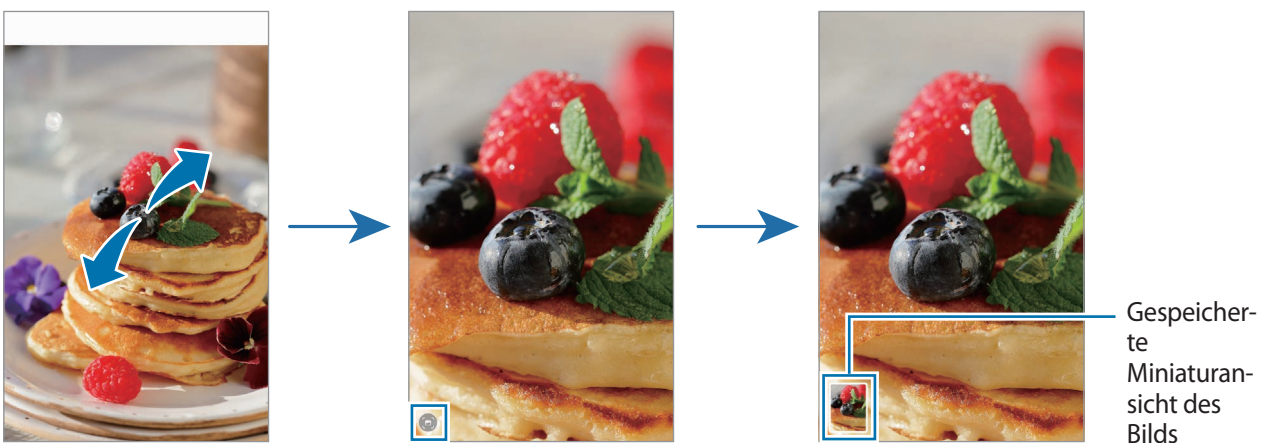 Gespeicher-
te
Miniaturan-
sicht des
Bilds